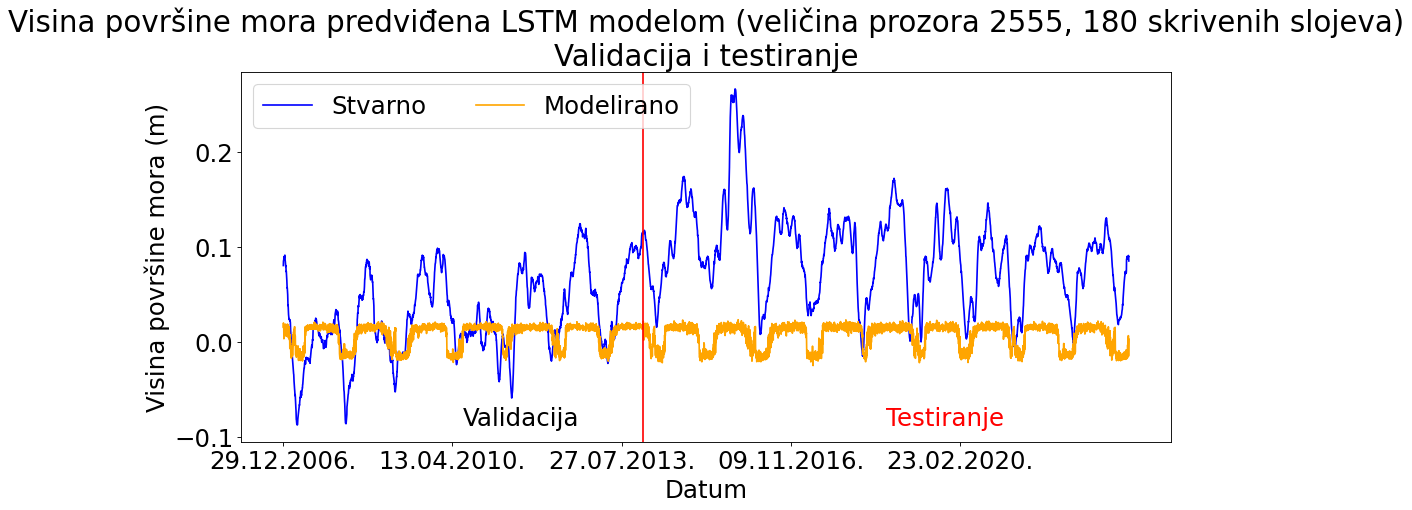 Visina površine mora predviđena LSTM modelom (veličina prozora 2555, 180 skrivenih slojeva)
Validacija i testiranje
Stvarno
Modelirano
Visina površine mora (m)
0.2
0.1
0.0
−0.1
Validacija
Testiranje
29.12.2006.
13.04.2010.
27.07.2013.
09.11.2016.
23.02.2020.
Datum